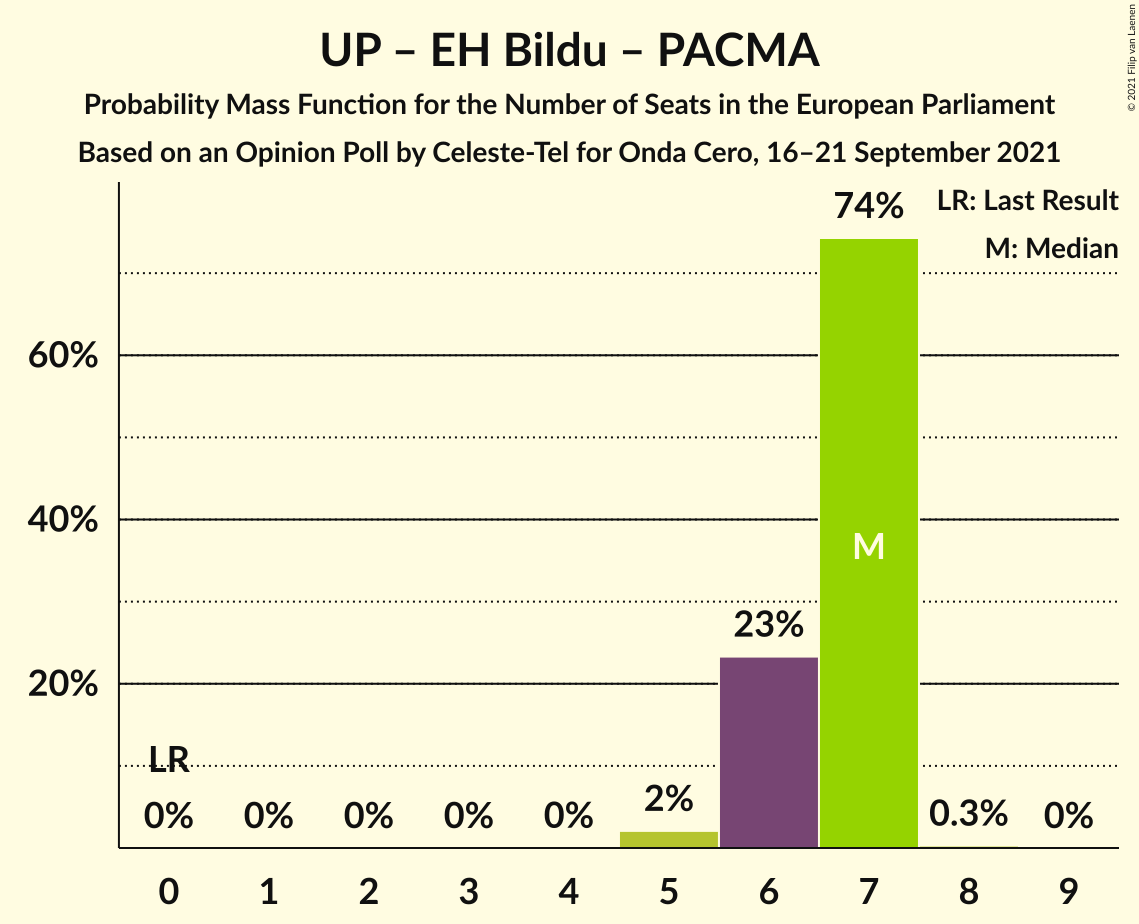 UP – EH Bildu – PACMA
Probability Mass Function for the Number of Seats in the European Parliament
Based on an Opinion Poll by Celeste-Tel for Onda Cero, 16–21 September 2021
© 2021 Filip van Laenen
LR: Last Result
M: Median
60%
40%
20%
LR
0%
0%
0%
0%
0%
2%
23%
74%
M
0.3%
0%
0 1 2 3 4 5 6 7 8 9